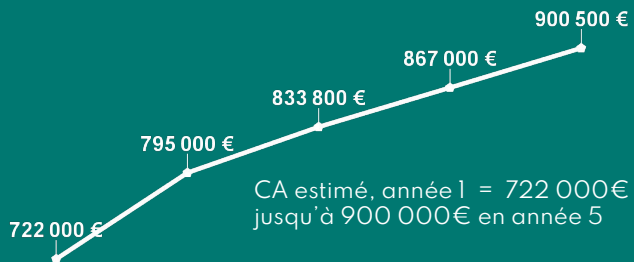 900 500 €
867 000 €
833 800 €
795 000 €
722 000 €
CA estimé, année 1 = 722 000€
jusqu'à 900 000€ en année 5